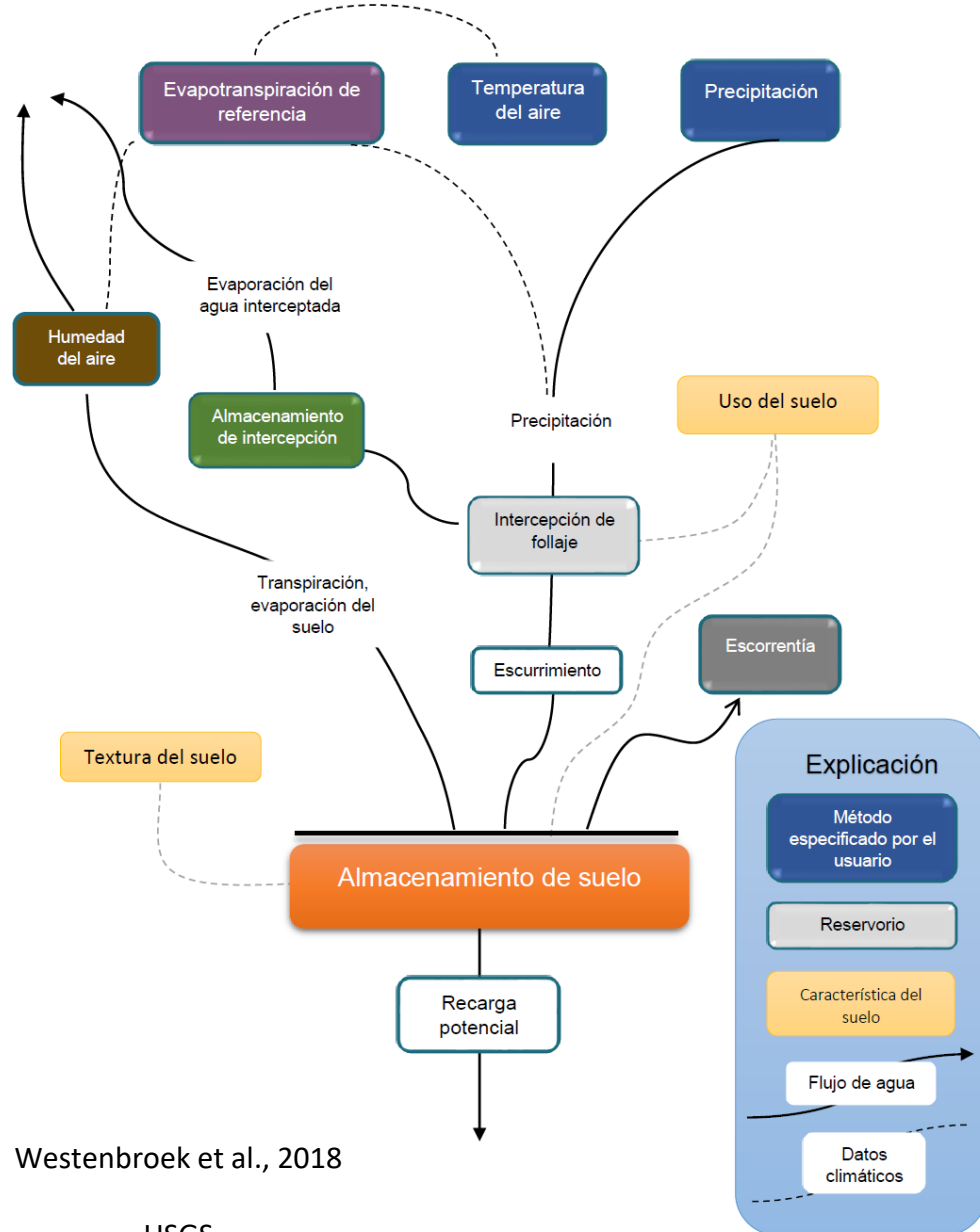 Evapotranspiración de
referencia
Temperatura
del aire
Precipitación
Evaporación del
agua interceptada
Humedad
del aire
Almacenamiento
de intercepción
Precipitación
Uso del suelo
Intercepción de
follaje
Transpiración,
evaporación del
suelo
Escurrimiento
Escorrentía
Textura del suelo
Almacenamiento de suelo
Recarga
potencial
Explicación
Método
especificado por el
usuario
Reservorio
Característica del
suelo
Flujo de agua
Datos
climáticos
Westenbroek et al., 2018
USGS